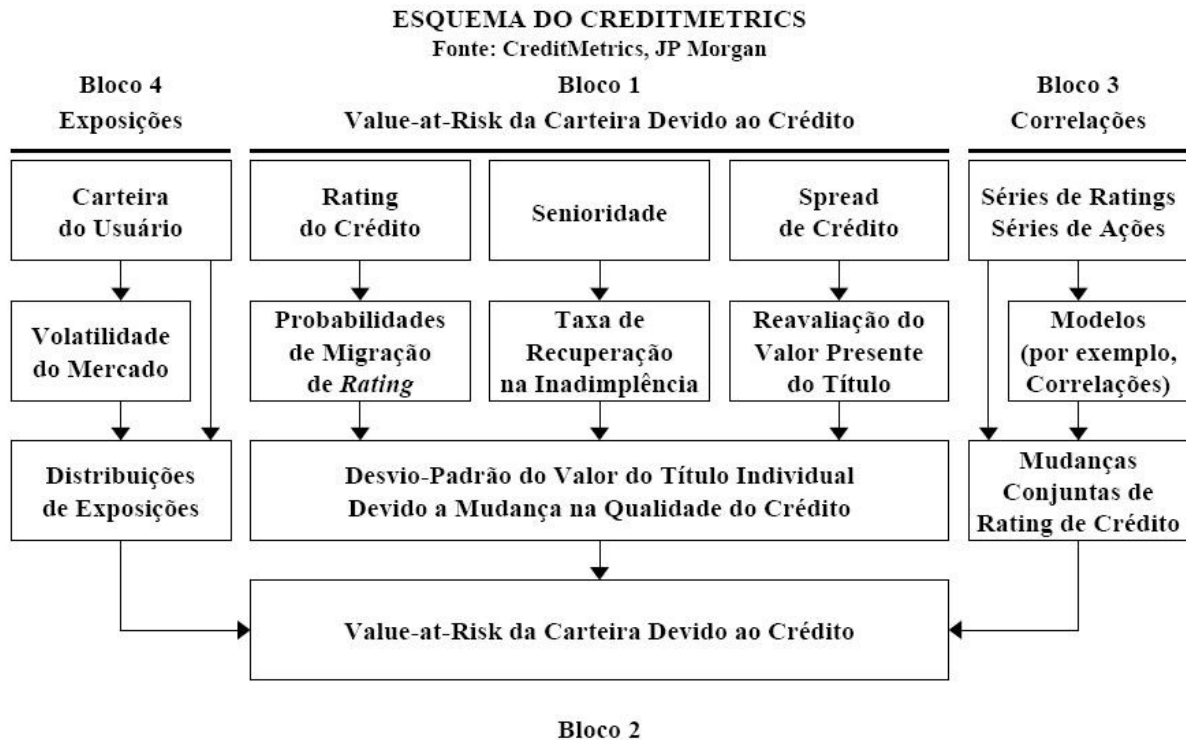 ESQUEMA DO CREDITMETRICS
Fonte: CreditMetrics, JP Morgan
Bloco 4
Exposições
Bloco 1
Value-at-Risk da Carteira Devido ao Crédito
Bloco 3
Correlações
Carteira
do Usuário
Rating
do Crédito
Senioridade
Spread
de Crédito
Séries de Ratings
Séries de Ações
Volatilidade
do Mercado
Probabilidades
de Migração
de Rating
Taxa de
Recuperação
na Inadimplência
Reavaliação do
Valor Presente
do Título
Modelos
(por exemplo,
Correlações)
Distribuições
de Exposições
Desvio-Padrão do Valor do Título Individual
Devido a Mudança na Qualidade do Crédito
Mudanças
Conjuntas de
Rating de Crédito
Value-at-Risk da Carteira Devido ao Crédito
Bloco 2